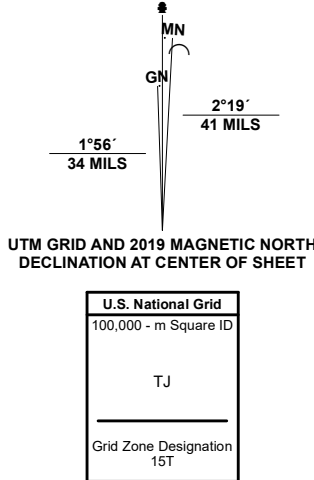 MN
GN
2°19´
41 MILS
1°56´
34 MILS
UTM GRID AND 2019 MAGNETIC NORTH
DECLINATION AT CENTER OF SHEET
U.S. National Grid
100,000 - m Square ID
TJ
Grid Zone Designation
15T